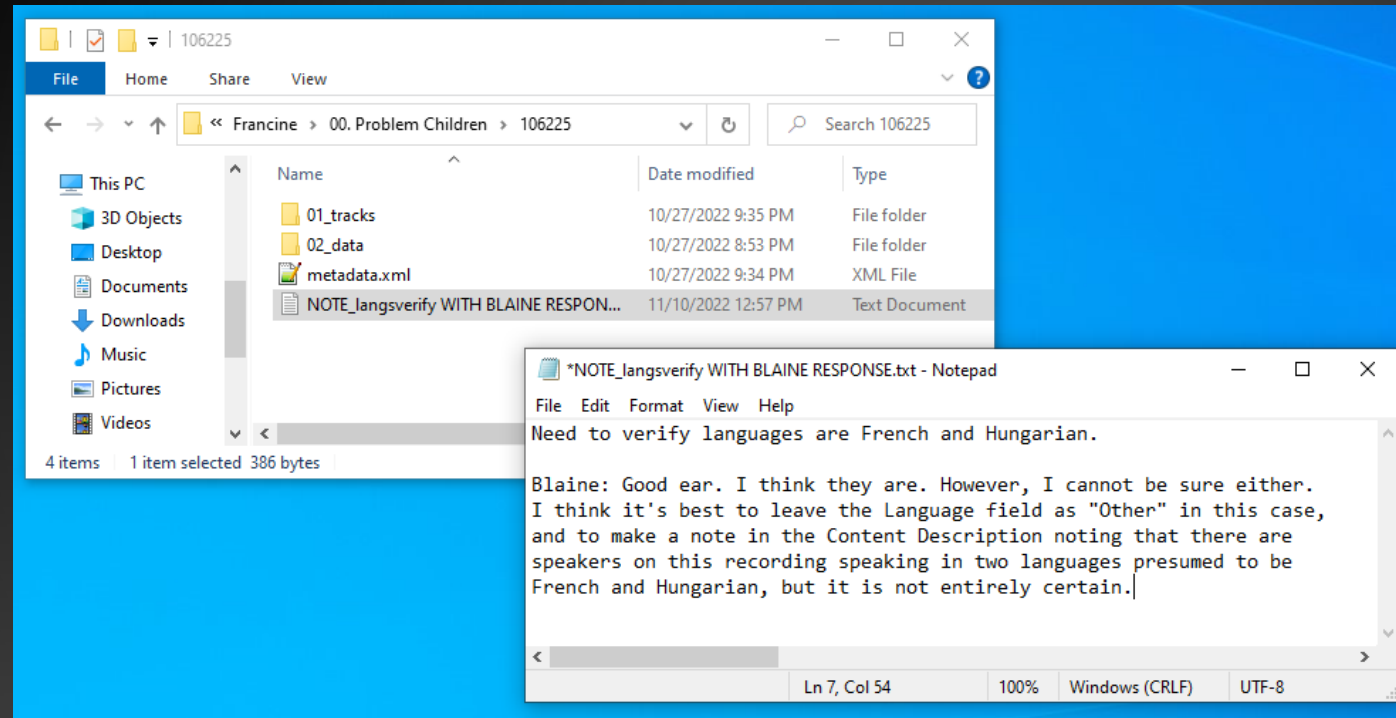 106225
File Home Share View
« Francine › 00. Problem Children › 106225
Search 106225
This PC
3D Objects
Desktop
Documents
Downloads
Music
Pictures
Videos
Name Date modified Type
01_tracks 10/27/2022 9:35 PM File folder
02_data 10/27/2022 8:53 PM File folder
metadata.xml 10/27/2022 9:34 PM XML File
NOTE_langsverify WITH BLAINE RESPON... 11/10/2022 12:57 PM Text Document
4 items 1 item selected 386 bytes
*NOTE_langsverify WITH BLAINE RESPONSE.txt - Notepad
File Edit Format View Help
Need to verify languages are French and Hungarian.
Blaine: Good ear. I think they are. However, I cannot be sure either.
I think it's best to leave the Language field as "Other" in this case,
and to make a note in the Content Description noting that there are
speakers on this recording speaking in two languages presumed to be
French and Hungarian, but it is not entirely certain.
Ln 7, Col 54 100% Windows (CRLF) UTF-8